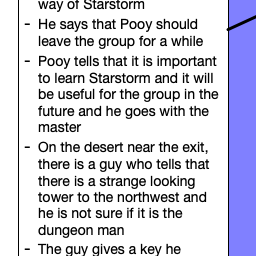 way of Starstorm
- He says that Pooy should
leave the group for a while
- Pooy tells that it is important
to learn Starstorm and it will
be useful for the group in the
future and he goes with the
master
- On the desert near the exit,
there is a guy who tells that
there is a strange looking
tower to the northwest and
he is not sure if it is the
dungeon man
- The guy gives a key he